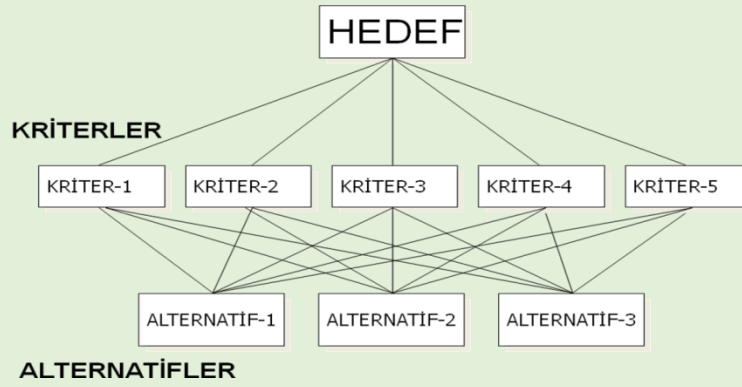 HEDEF
KRİTERLER
KRİTER-1
KRİTER-2
KRİTER-3
KRİTER-4
KRİTER-5
ALTERNATİF-1
ALTERNATİF-2
ALTERNATİF-3
ALTERNATİFLER